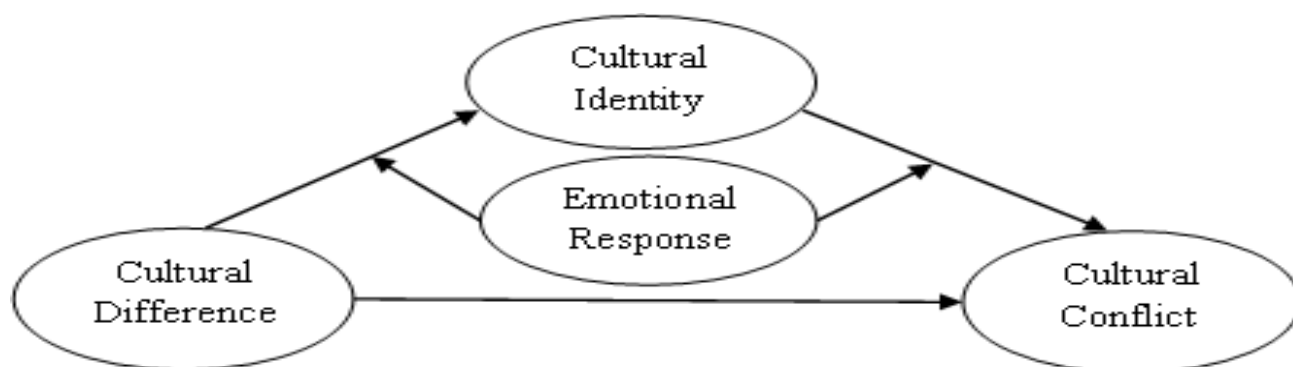 Cultural
Identity
Emotional
Response
Cultural
Difference
Cultural
Conflict